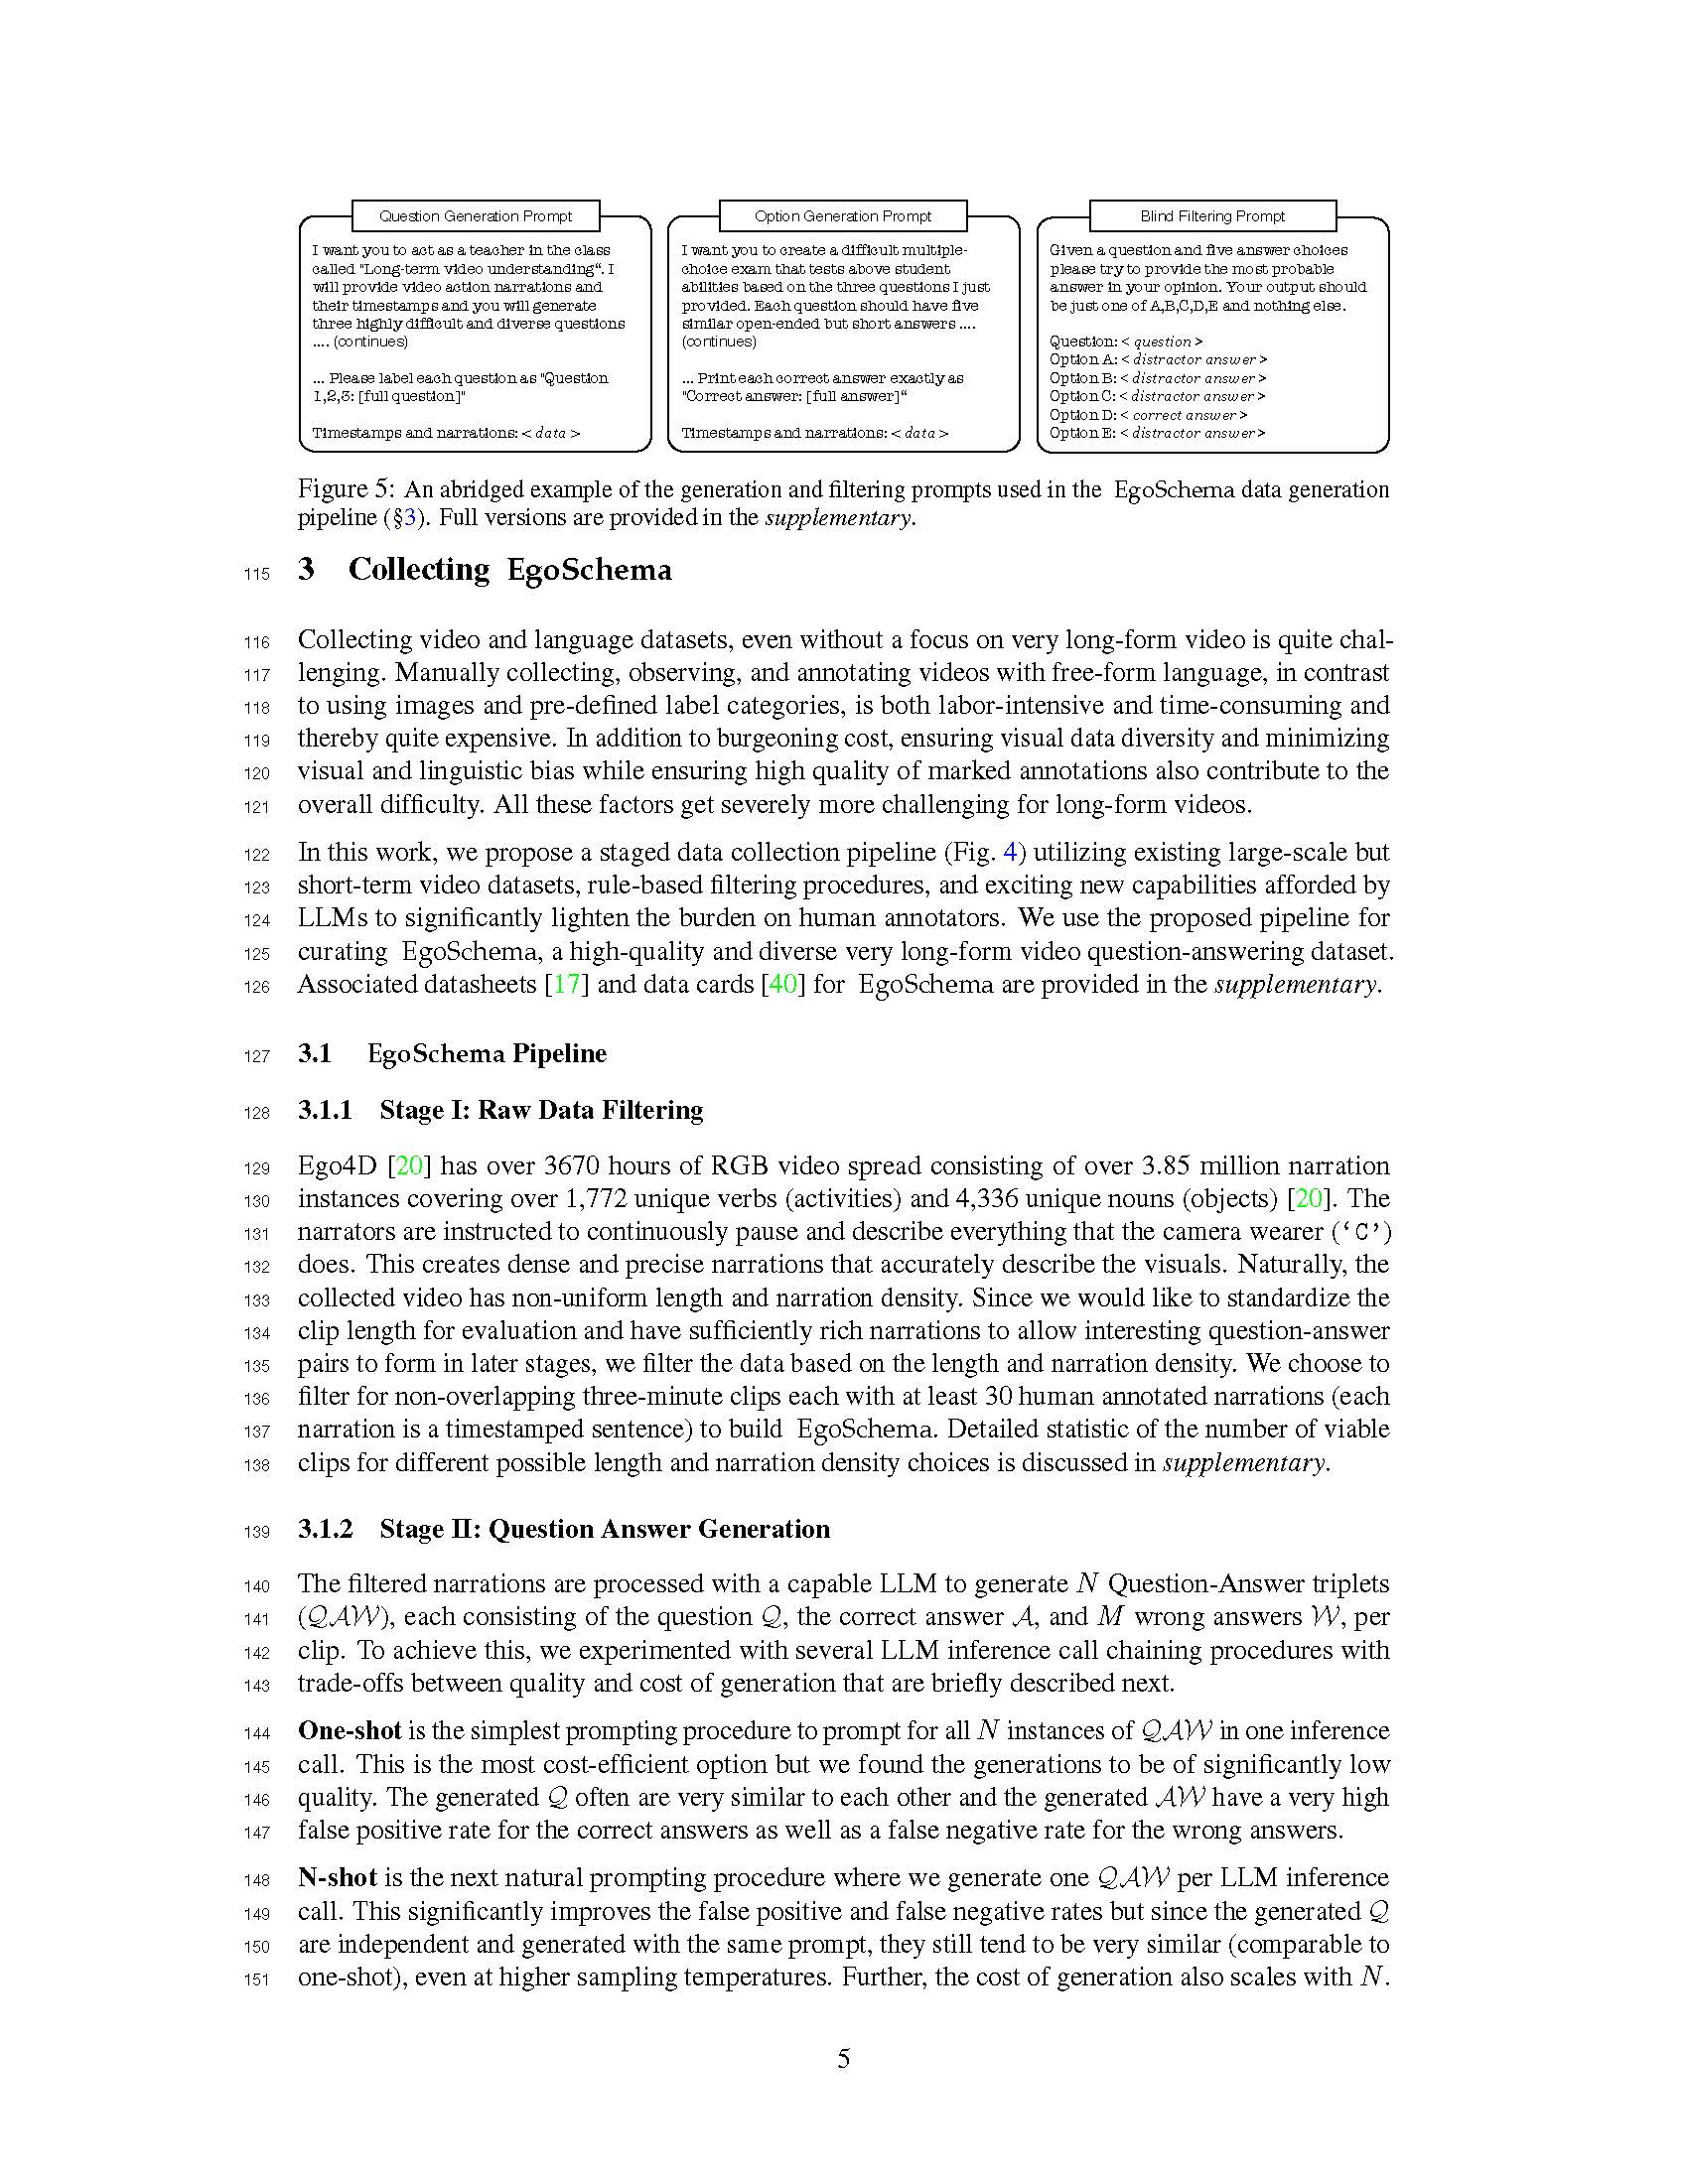 Question Generation Prompt
I want you to act as a teacher in the class
called "Long-term video understanding“. I
will provide video action narrations and
their timestamps and you will generate
three highly difficult and diverse questions
.... (continues)
... Please label each question as "Question
1,2,3: [full question]"
Timestamps and narrations: < data >
Option Generation Prompt
I want you to create a difficult multiple-
choice exam that tests above student
abilities based on the three questions I just
provided. Each question should have five
similar open-ended but short answers ....
(continues)
... Print each correct answer exactly as
"Correct answer: [full answer]“
Timestamps and narrations: < data >
Blind Filtering Prompt
Given a question and five answer choices
please try to provide the most probable
answer in your opinion. Your output should
be just one of A,B,C,D,E and nothing else.
Question: < question >
Option A: < distractor answer >
Option B: < distractor answer >
Option C: < distractor answer >
Option D: < correct answer >
Option E: < distractor answer >
Figure 5: An abridged example of the generation and filtering prompts used in the EgoSchema data generation
pipeline (§3). Full versions are provided in the supplementary.
115 3 Collecting EgoSchema
116 Collecting video and language datasets, even without a focus on very long-form video is quite chal-
117 lenging. Manually collecting, observing, and annotating videos with free-form language, in contrast
118 to using images and pre-defined label categories, is both labor-intensive and time-consuming and
119 thereby quite expensive. In addition to burgeoning cost, ensuring visual data diversity and minimizing
120 visual and linguistic bias while ensuring high quality of marked annotations also contribute to the
121 overall difficulty. All these factors get severely more challenging for long-form videos.
122 In this work, we propose a staged data collection pipeline (Fig. 4) utilizing existing large-scale but
123 short-term video datasets, rule-based filtering procedures, and exciting new capabilities afforded by
124 LLMs to significantly lighten the burden on human annotators. We use the proposed pipeline for
125 curating EgoSchema, a high-quality and diverse very long-form video question-answering dataset.
126 Associated datasheets [17] and data cards [40] for EgoSchema are provided in the supplementary.
127 3.1 EgoSchema Pipeline
128 3.1.1 Stage I: Raw Data Filtering
129 Ego4D [20] has over 3670 hours of RGB video spread consisting of over 3.85 million narration
130 instances covering over 1,772 unique verbs (activities) and 4,336 unique nouns (objects) [20]. The
131 narrators are instructed to continuously pause and describe everything that the camera wearer (‘C’)
132 does. This creates dense and precise narrations that accurately describe the visuals. Naturally, the
133 collected video has non-uniform length and narration density. Since we would like to standardize the
134 clip length for evaluation and have sufficiently rich narrations to allow interesting question-answer
135 pairs to form in later stages, we filter the data based on the length and narration density. We choose to
136 filter for non-overlapping three-minute clips each with at least 30 human annotated narrations (each
137 narration is a timestamped sentence) to build EgoSchema. Detailed statistic of the number of viable
138 clips for different possible length and narration density choices is discussed in supplementary.
139 3.1.2 Stage II: Question Answer Generation
140 The filtered narrations are processed with a capable LLM to generate N Question-Answer triplets
141 (QAW), each consisting of the question Q, the correct answer A, and M wrong answers W, per
142 clip. To achieve this, we experimented with several LLM inference call chaining procedures with
143 trade-offs between quality and cost of generation that are briefly described next.
144 One-shot is the simplest prompting procedure to prompt for all N instances of QAW in one inference
145 call. This is the most cost-efficient option but we found the generations to be of significantly low
146 quality. The generated Q often are very similar to each other and the generated AW have a very high
147 false positive rate for the correct answers as well as a false negative rate for the wrong answers.
148 N-shot is the next natural prompting procedure where we generate one QAW per LLM inference
149 call. This significantly improves the false positive and false negative rates but since the generated Q
150 are independent and generated with the same prompt, they still tend to be very similar (comparable to
151 one-shot), even at higher sampling temperatures. Further, the cost of generation also scales with N.
5